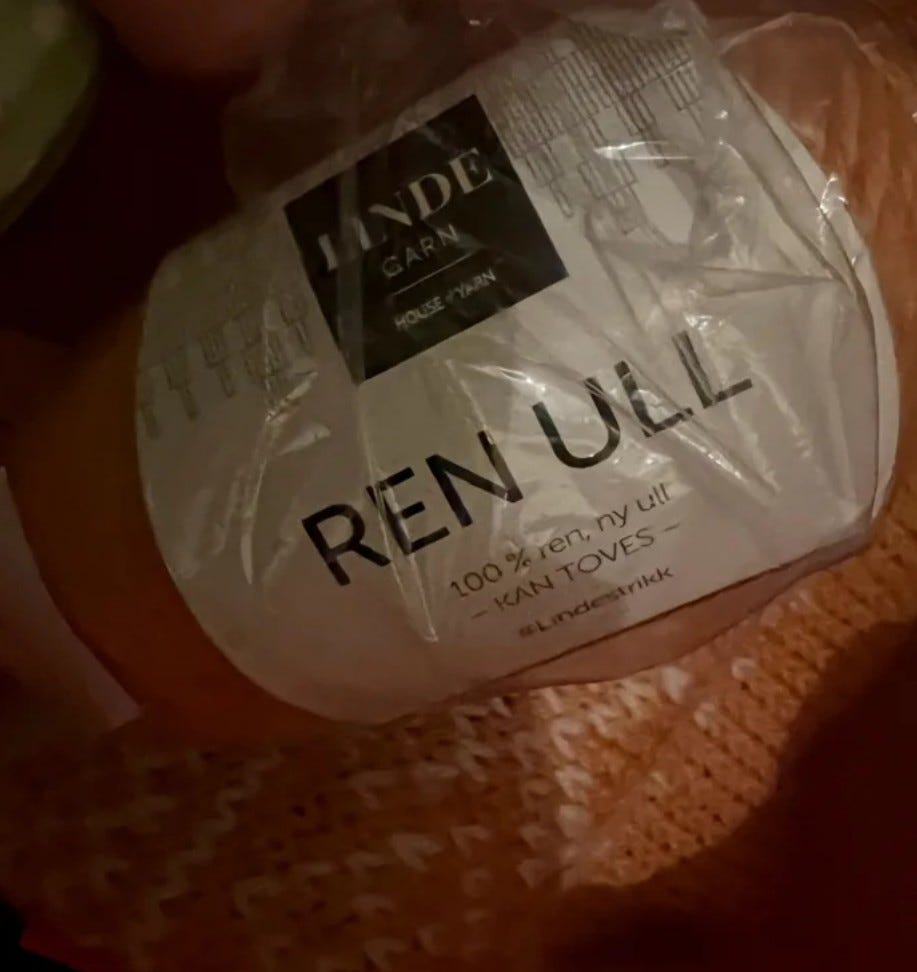 LINDE
GARN
HOUSE of YARN
REN ULL
100 % ren, ny ull
– KAN TOVES –
#Lindestrikk